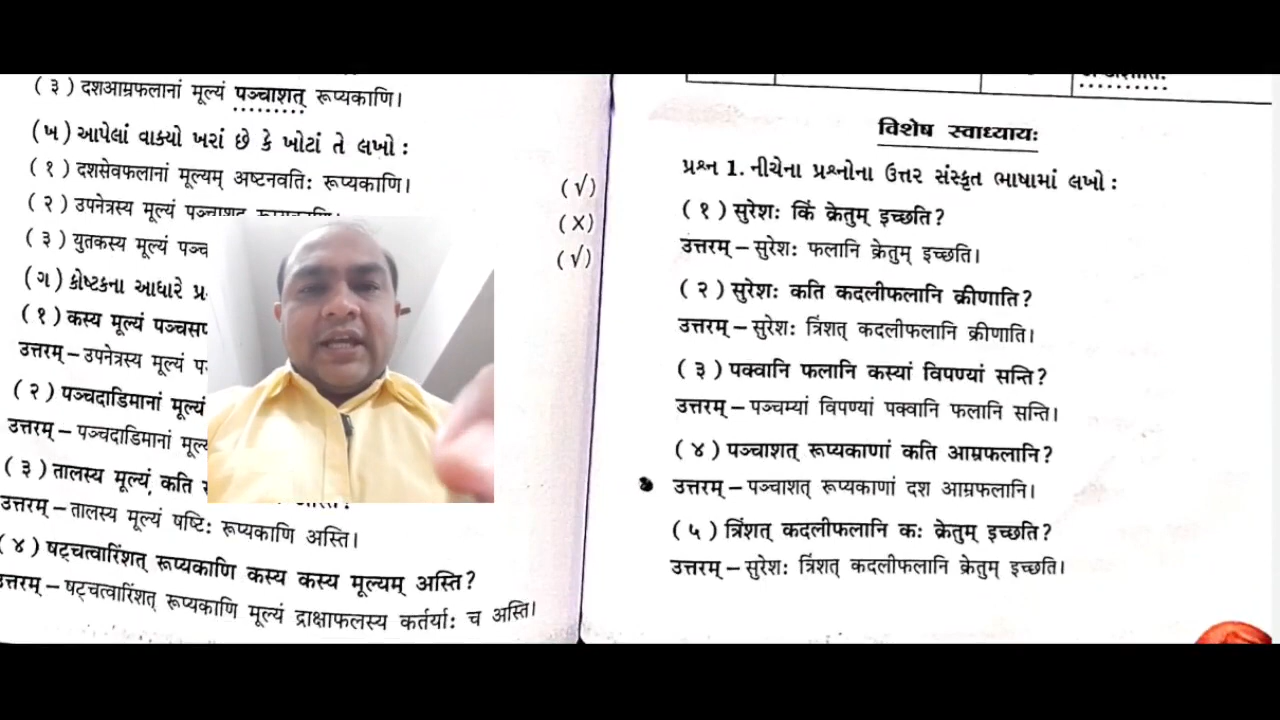 (३) दशआम्रफलानां मूल्यं पञ्चाशत् रूप्यकाणि।
(ખ) આપેલાં વાક્યો ખરાં છે કે ખોટાં તે લખો :
(१) दशसेवफलानां मूल्यम् अष्टनवतिः रूप्यकाणि। (√)
(२) उपनेत्रस्य मूल्यं (X)
(३) युतकस्य मूल्यं (√)
(ગ) કોષ્ટકના આધારે
(१) कस्य मूल्यं
उत्तरम् – उपनेत्रस्य मूल्यं
(२) पञ्चदाडिमानां मूल्यं
उत्तरम् – पञ्चदाडिमानां
(३) तालस्य मूल्यं, कति
उत्तरम् – तालस्य मूल्यं षष्टिः रूप्यकाणि अस्ति।
(४) षट्चत्वारिंशत् रूप्यकाणि कस्य कस्य मूल्यम् अस्ति?
उत्तरम् – षट्चत्वारिंशत् रूप्यकाणि मूल्यं द्राक्षाफलस्य कर्तर्याः च अस्ति।
विशेष स्वाध्यायः
પ્રશ્ન 1. નીચેના પ્રશ્નોના ઉત્તર સંસ્કૃત ભાષામાં લખો :
(१) सुरेशः किं क्रेतुम् इच्छति?
उत्तरम् – सुरेशः फलानि क्रेतुम् इच्छति।
(२) सुरेशः कति कदलीफलानि क्रीणाति?
उत्तरम् – सुरेशः त्रिंशत् कदलीफलानि क्रीणाति।
(३) पक्वानि फलानि कस्यां विपण्यां सन्ति?
उत्तरम् – पञ्चम्यां विपण्यां पक्वानि फलानि सन्ति।
(४) पञ्चाशत् रूप्यकाणां कति आम्रफलानि?
उत्तरम् – पञ्चाशत् रूप्यकाणां दश आम्रफलानि।
(५) त्रिंशत् कदलीफलानि कः क्रेतुम् इच्छति?
उत्तरम् – सुरेशः त्रिंशत् कदलीफलानि क्रेतुम् इच्छति।